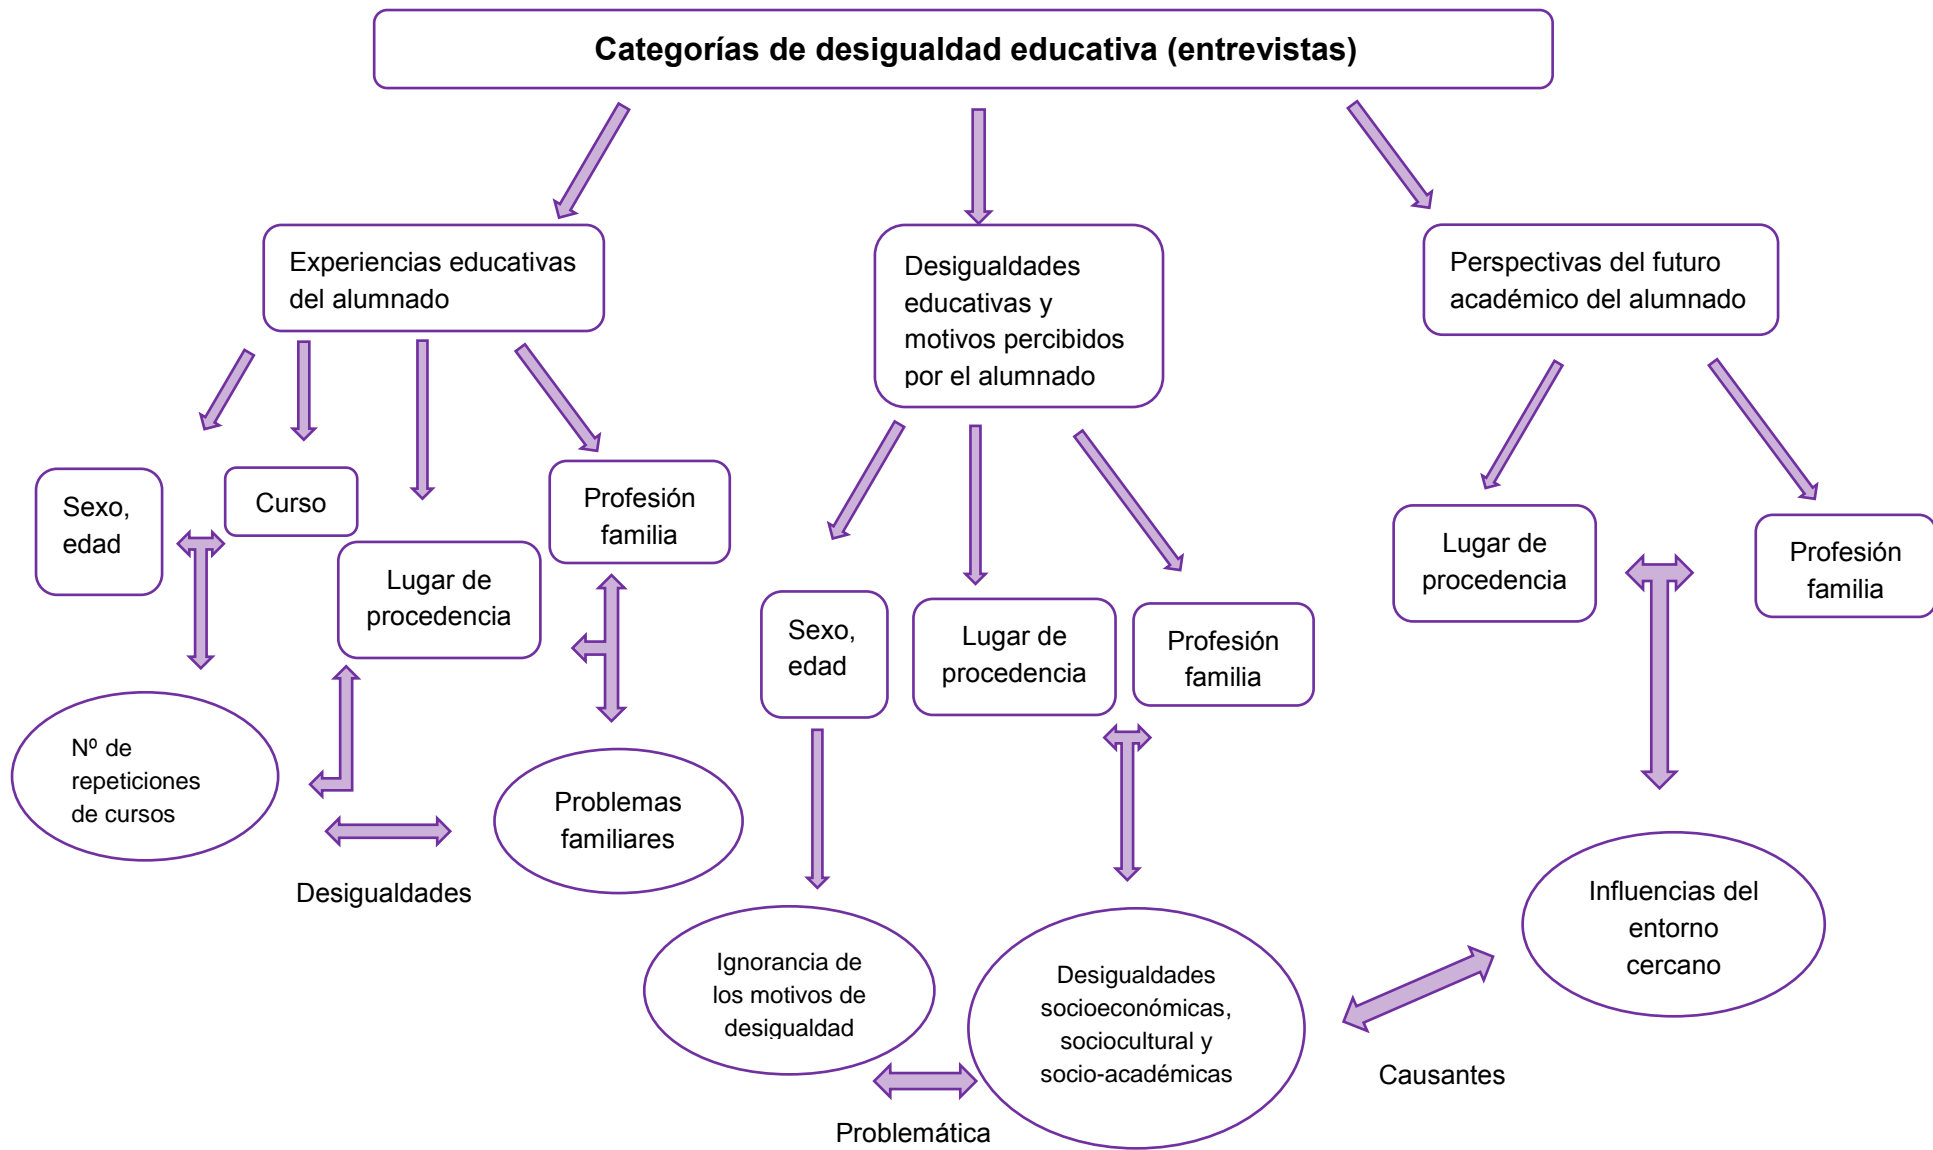 Categorías de desigualdad educativa (entrevistas)
Experiencias educativas
del alumnado
Desigualdades
educativas y
motivos percibidos
por el alumnado
Perspectivas del futuro
académico del alumnado
Sexo,
edad
Curso
Lugar de
procedencia
Profesión
familia
Sexo,
edad
Lugar de
procedencia
Profesión
familia
Lugar de
procedencia
Profesión
familia
Nº de
repeticiones
de cursos
Problemas
familiares
Desigualdades
Ignorancia de
los motivos de
desigualdad
Desigualdades
socioeconómicas,
sociocultural y
socio-académicas
Influencias del
entorno
cercano
Problemática
Causantes